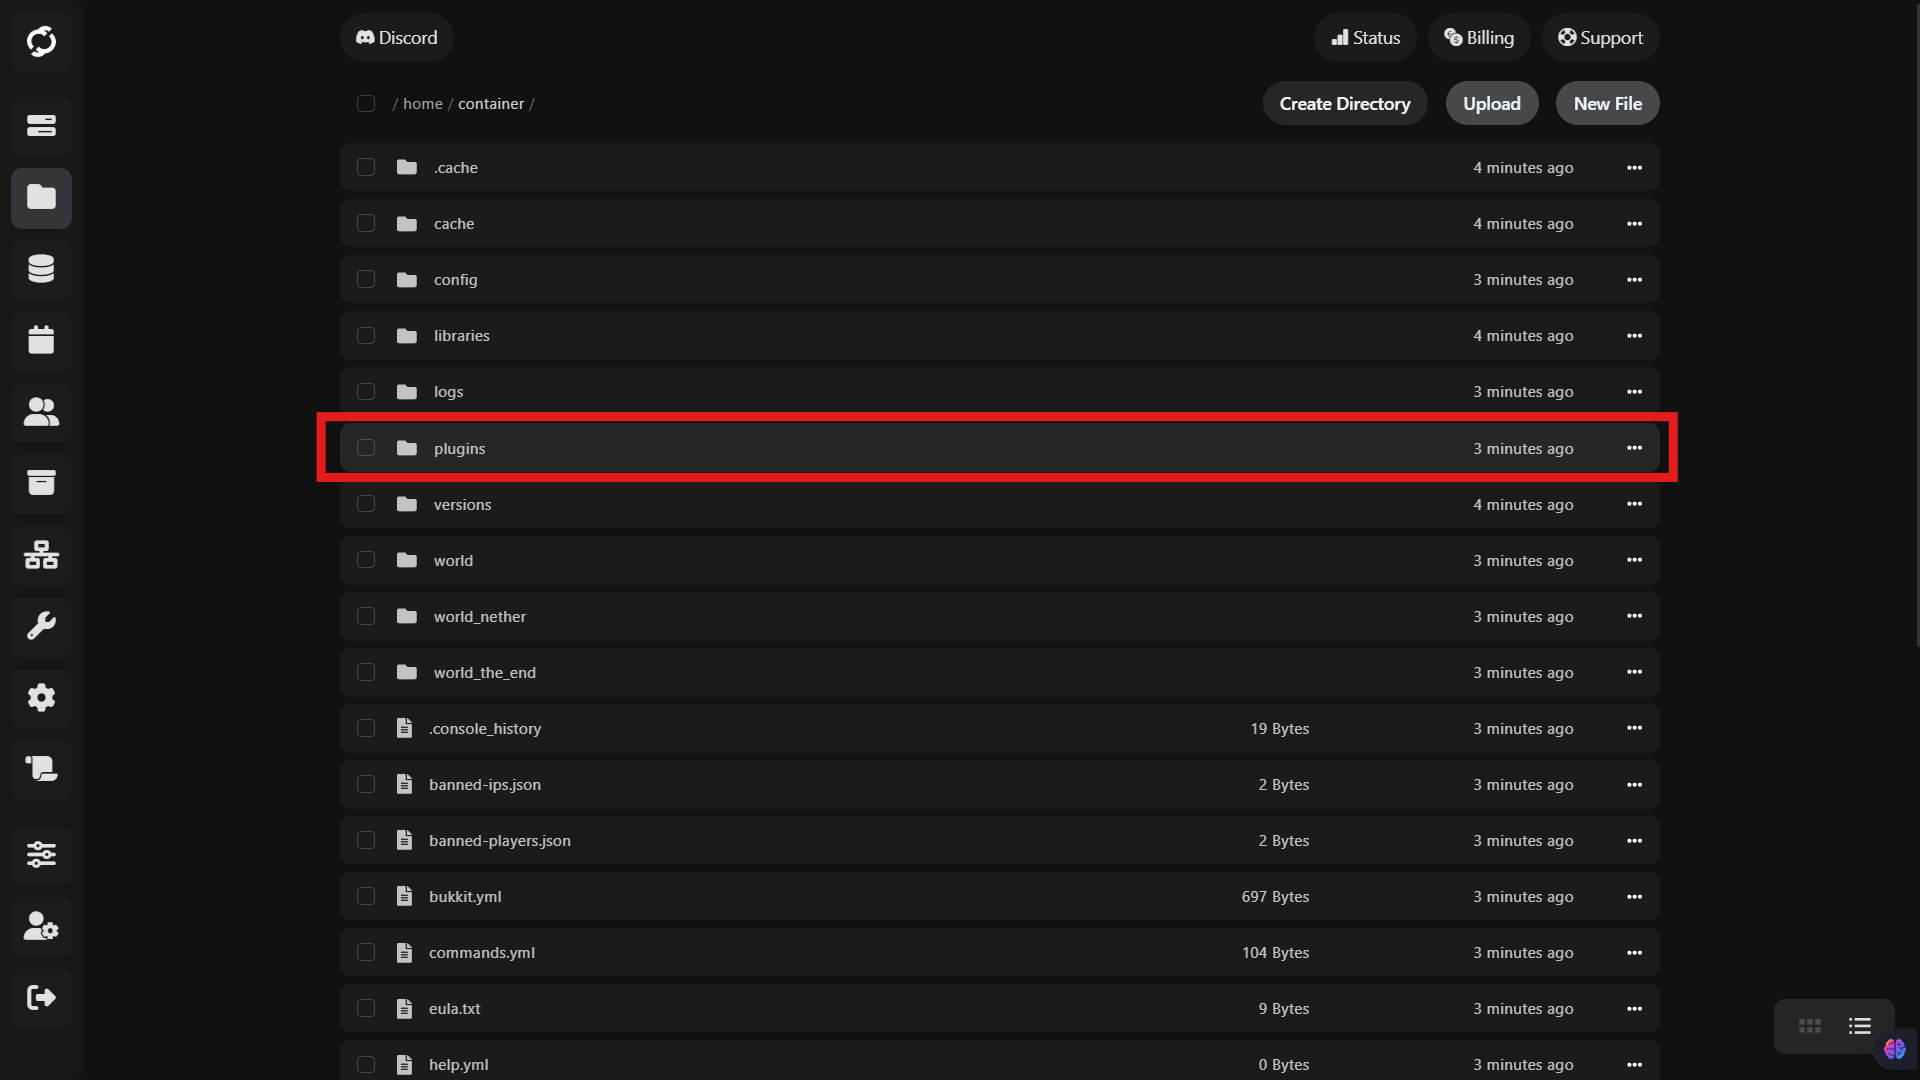 Discord Status Billing Support
/ home / container / Create Directory Upload New File
.cache 4 minutes ago
cache 4 minutes ago
config 3 minutes ago
libraries 4 minutes ago
logs 3 minutes ago
plugins 3 minutes ago
versions 4 minutes ago
world 3 minutes ago
world_nether 3 minutes ago
world_the_end 3 minutes ago
.console_history 19 Bytes 3 minutes ago
banned-ips.json 2 Bytes 3 minutes ago
banned-players.json 2 Bytes 3 minutes ago
bukkit.yml 697 Bytes 3 minutes ago
commands.yml 104 Bytes 3 minutes ago
eula.txt 9 Bytes 3 minutes ago
help.yml 0 Bytes 3 minutes ago